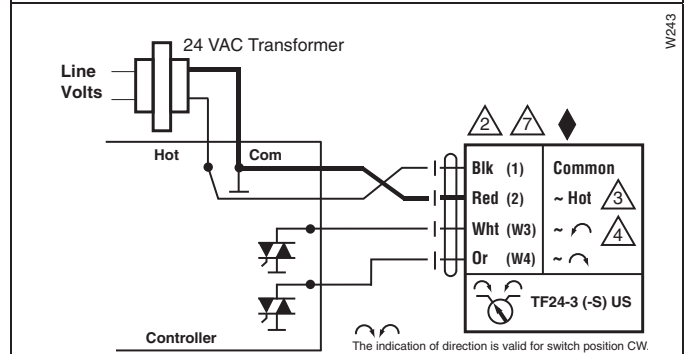 W243
24 VAC Transformer
Line
Volts
Hot
Com
2
7
Blk (1)
Common
Red (2)
~ Hot
3
Wht (W3)
~
4
Or (W4)
~
TF24-3 (-S) US
Controller
The indication of direction is valid for switch position CW.